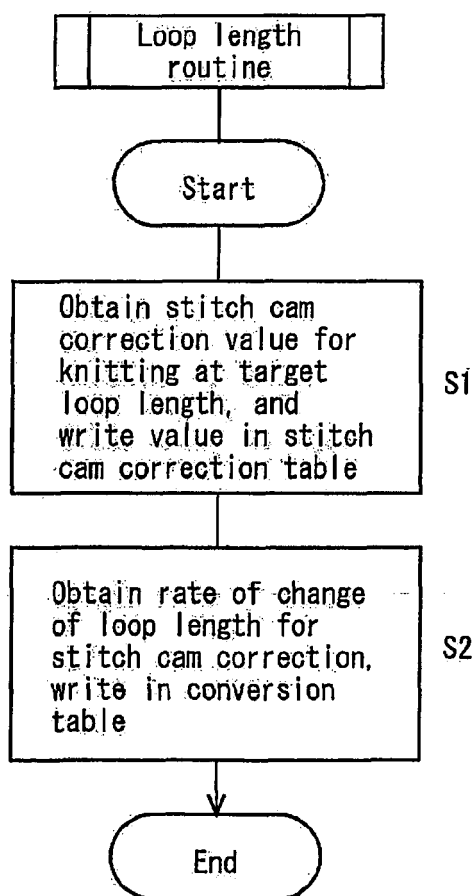 Loop length
routine
Start
Obtain stitch cam
correction value for
knitting at target
loop length, and
write value in stitch
cam correction table
S1
Obtain rate of change
of loop length for
stitch cam correction,
write in conversion
table
S2
End